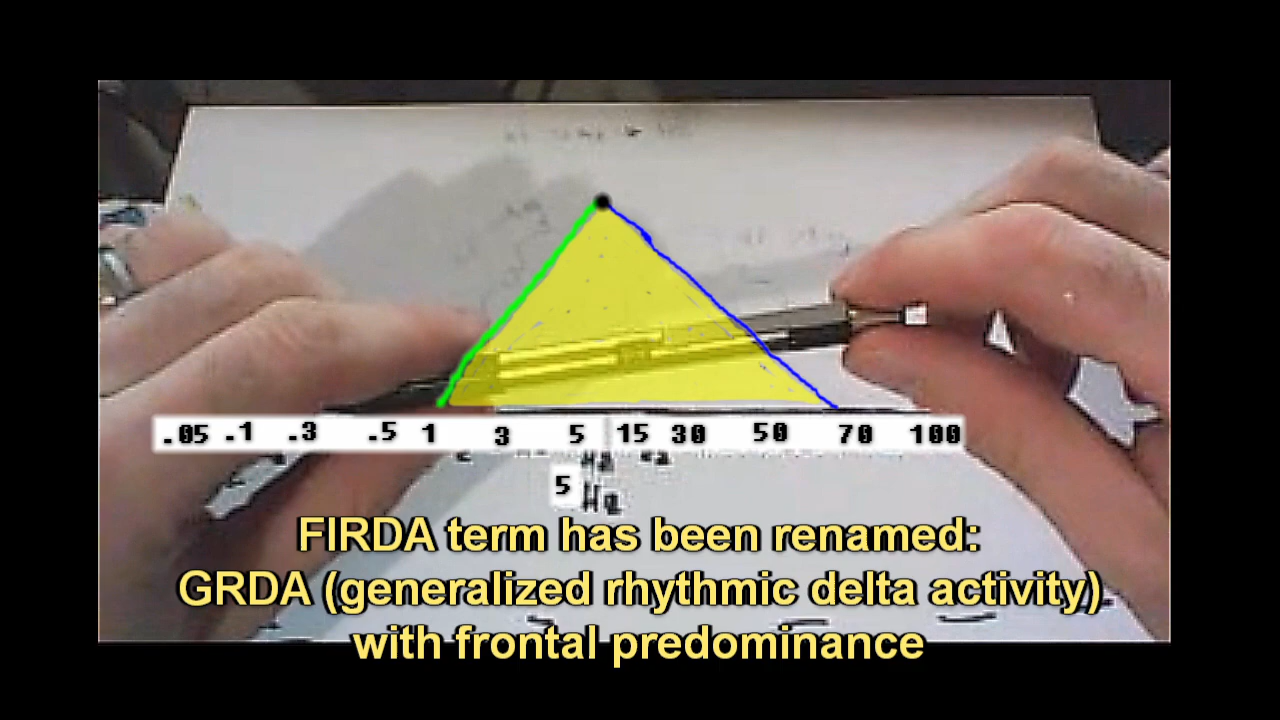 .05 .1 .3 .5 1 3 5 15 30 50 70 100
5 Hz
FIRDA term has been renamed:
GRDA (generalized rhythmic delta activity)
with frontal predominance